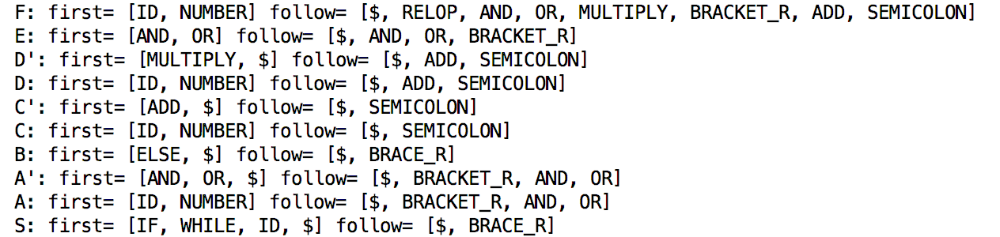 F: first= [ID, NUMBER] follow= [$, RELOP, AND, OR, MULTIPLY, BRACKET_R, ADD, SEMICOLON]
E: first= [AND, OR] follow= [$, AND, OR, BRACKET_R]
D': first= [MULTIPLY, $] follow= [$, ADD, SEMICOLON]
D: first= [ID, NUMBER] follow= [$, ADD, SEMICOLON]
C': first= [ADD, $] follow= [$, SEMICOLON]
C: first= [ID, NUMBER] follow= [$, SEMICOLON]
B: first= [ELSE, $] follow= [$, BRACE_R]
A': first= [AND, OR, $] follow= [$, BRACKET_R, AND, OR]
A: first= [ID, NUMBER] follow= [$, BRACKET_R, AND, OR]
S: first= [IF, WHILE, ID, $] follow= [$, BRACE_R]